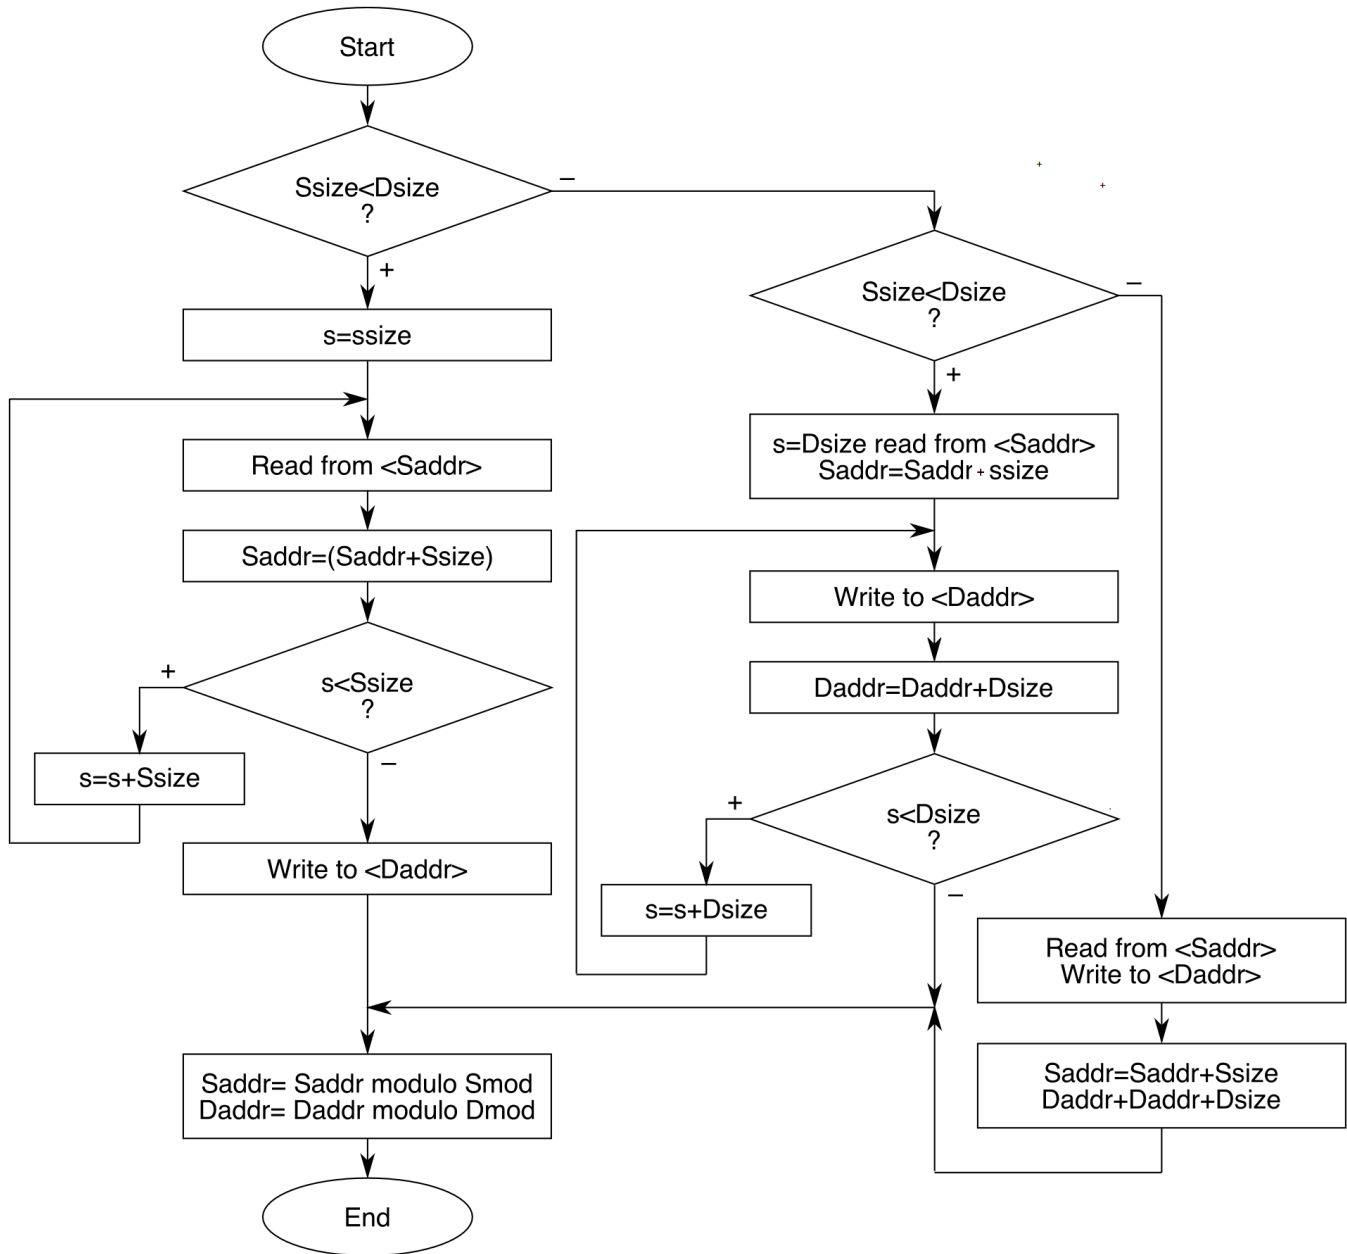 Start
Ssize<Dsize
?
–
+
s=ssize
Read from <Saddr>
Saddr=(Saddr+Ssize)
s<Ssize
?
+
s=s+Ssize
–
Write to <Daddr>
Ssize<Dsize
?
–
+
s=Dsize read from <Saddr>
Saddr=Saddr+ssize
Write to <Daddr>
Daddr=Daddr+Dsize
s<Dsize
?
+
s=s+Dsize
–
Read from <Saddr>
Write to <Daddr>
Saddr=Saddr+Ssize
Daddr+Daddr+Dsize
Saddr= Saddr modulo Smod
Daddr= Daddr modulo Dmod
End
+
+